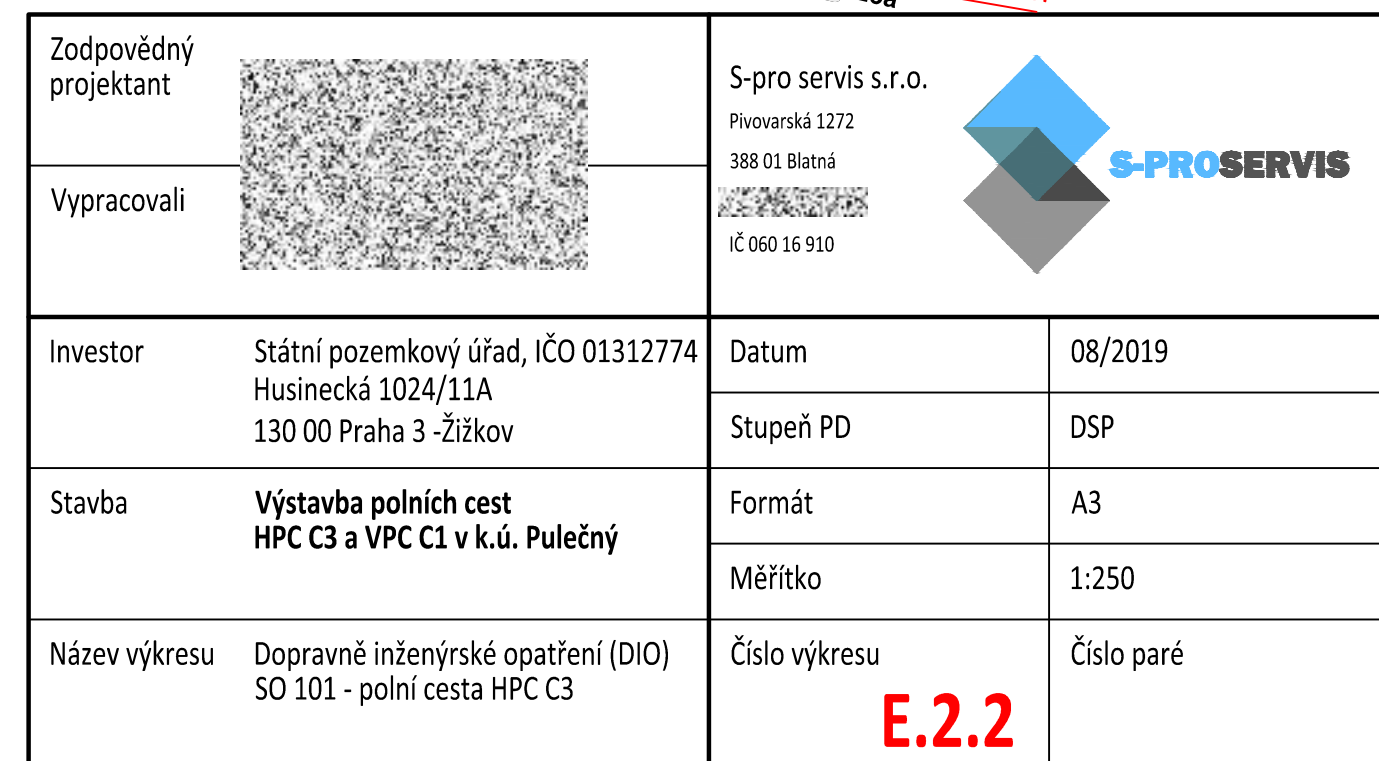 Zodpovědný
projektant
Vypracovali
S-pro servis s.r.o.
Pivovarská 1272
388 01 Blatná
IČ 060 16 910
S-PROSERVIS
Investor
Státní pozemkový úřad, IČO 01312774
Husinecká 1024/11A
130 00 Praha 3 -Žižkov
Datum
08/2019
Stupeň PD
DSP
Stavba
Výstavba polních cest
HPC C3 a VPC C1 v k.ú. Pulečný
Formát
A3
Měřítko
1:250
Název výkresu
Dopravně inženýrské opatření (DIO)
SO 101 - polní cesta HPC C3
Číslo výkresu
E.2.2
Číslo paré